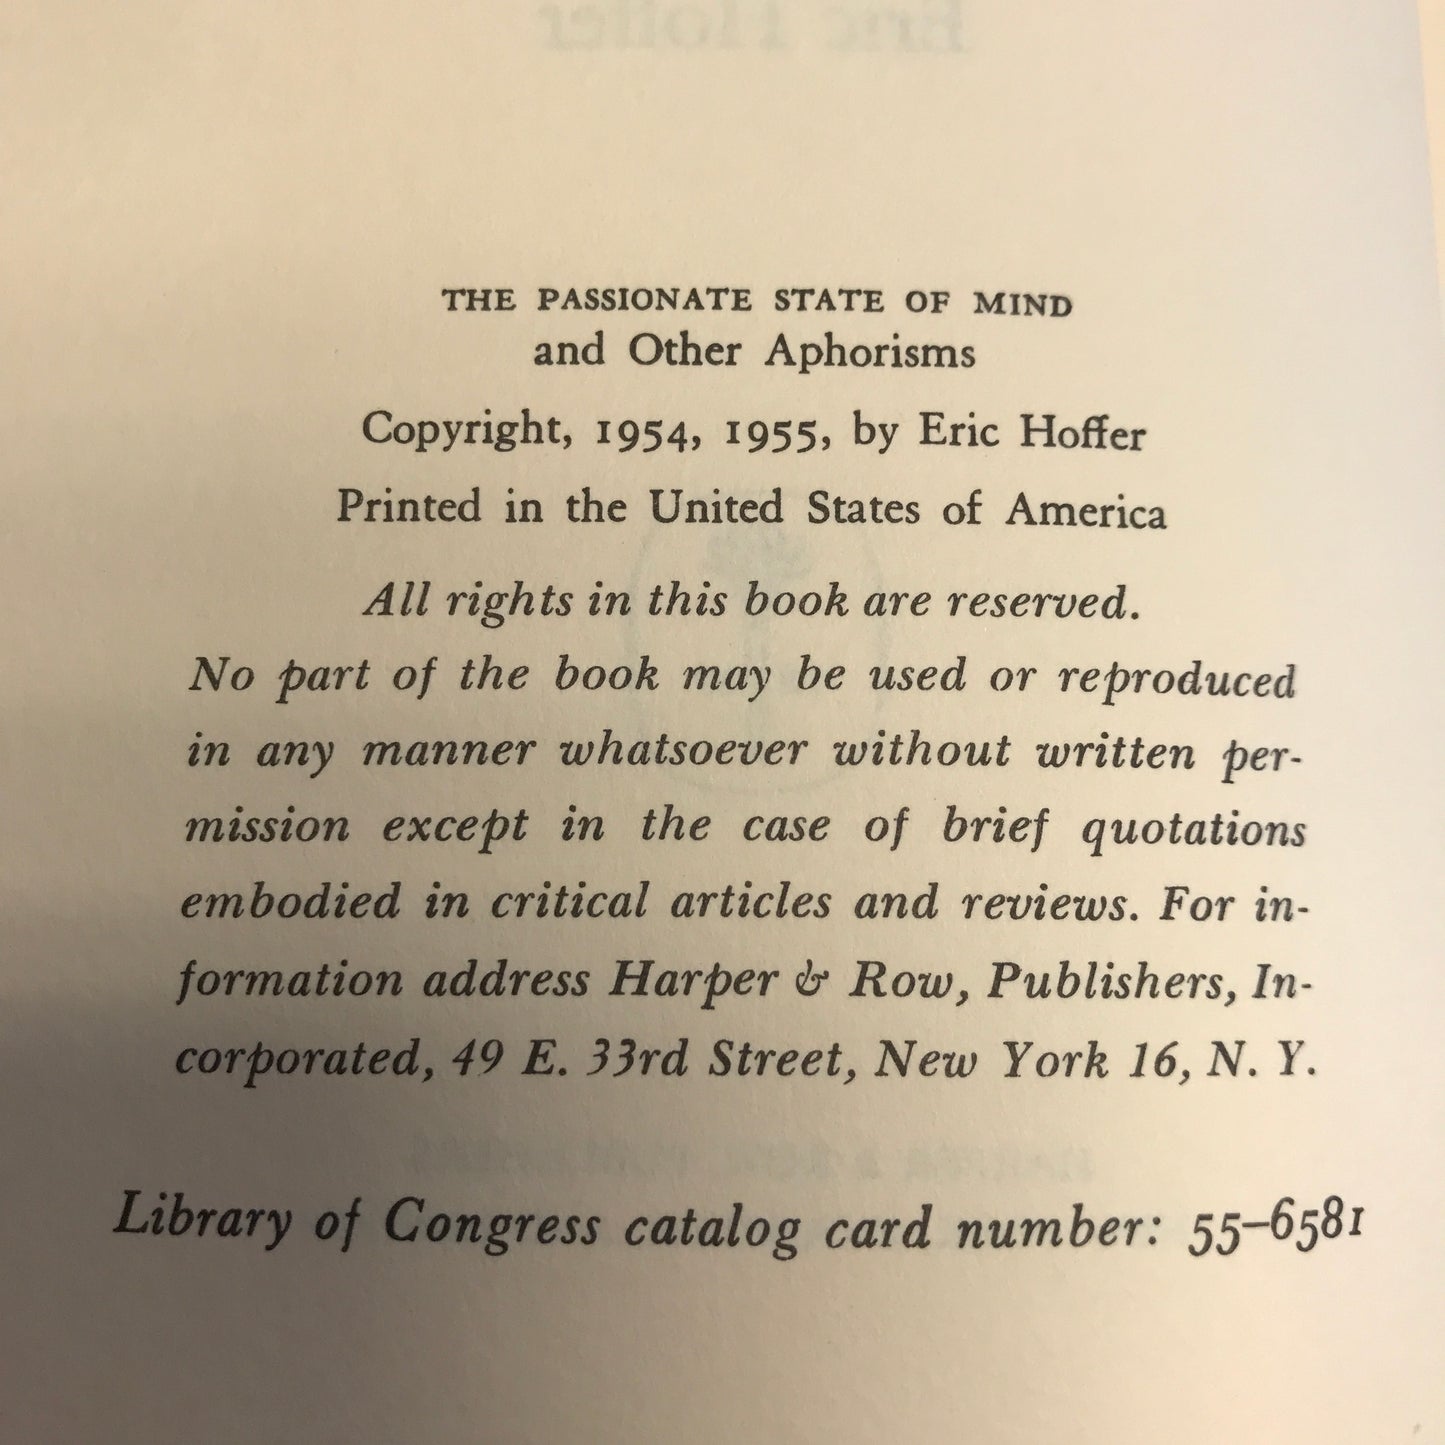 THE PASSIONATE STATE OF MIND
and Other Aphorisms
Copyright, 1954, 1955, by Eric Hoffer
Printed in the United States of America
All rights in this book are reserved.
No part of the book may be used or reproduced
in any manner whatsoever without written per-
mission except in the case of brief quotations
embodied in critical articles and reviews. For in-
formation address Harper & Row, Publishers, In-
corporated, 49 E. 33rd Street, New York 16, N. Y.
Library of Congress catalog card number: 55–6581